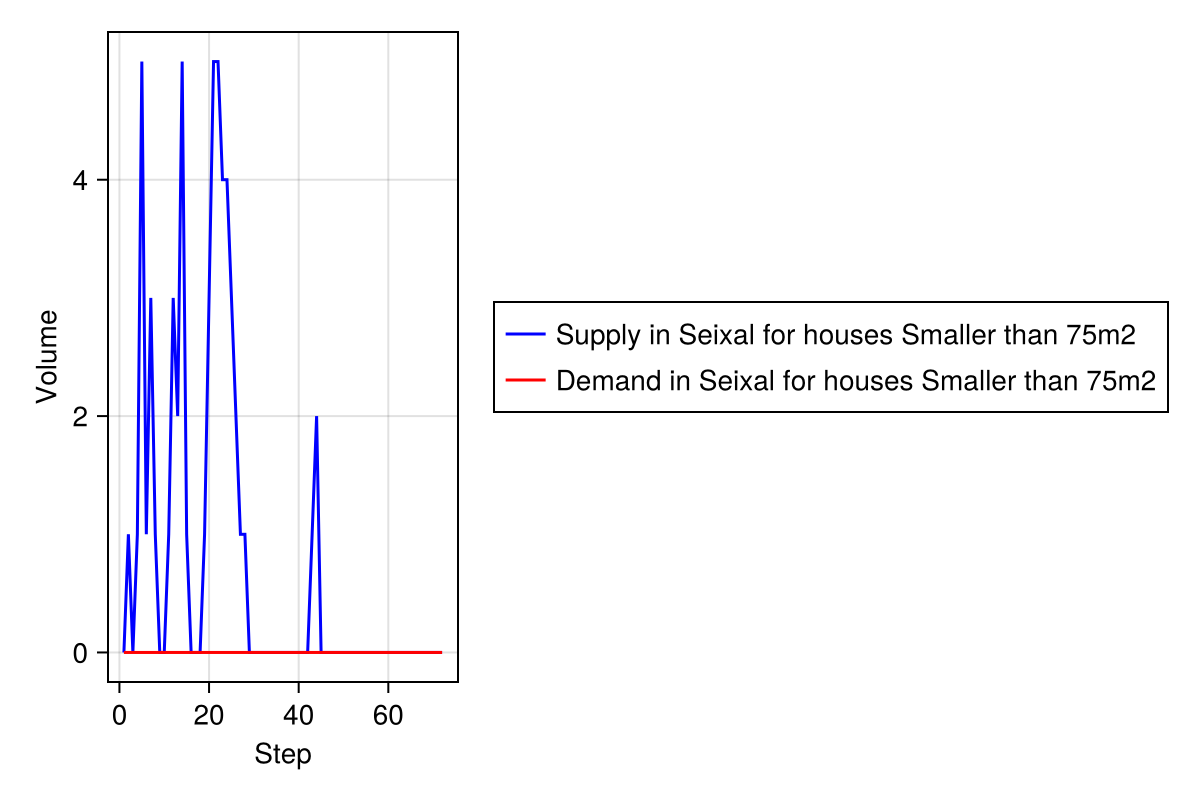 4
2
0
Volume
0 20 40 60
Step
Supply in Seixal for houses Smaller than 75m2
Demand in Seixal for houses Smaller than 75m2